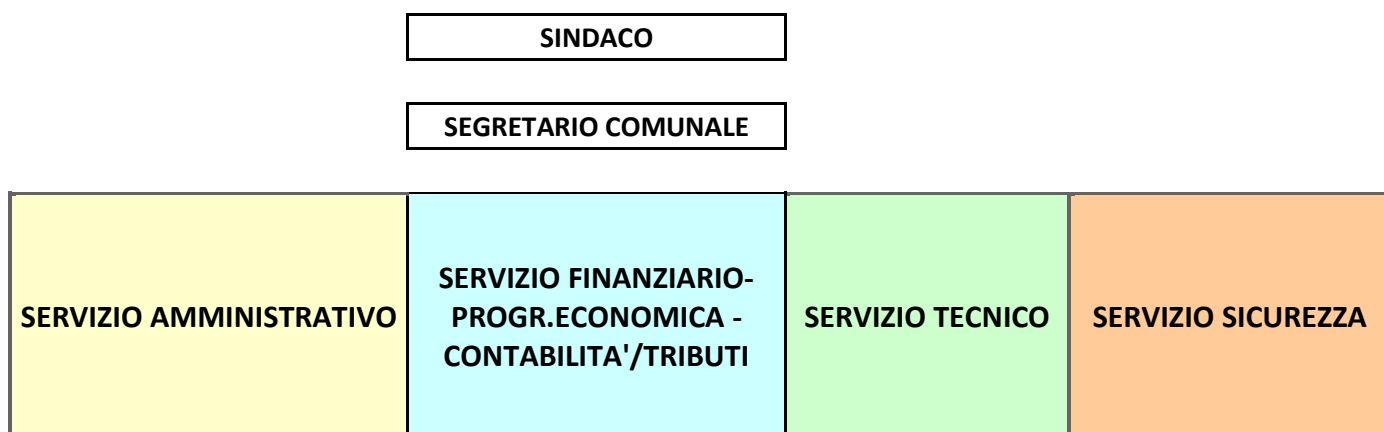 SINDACO
SEGRETARIO COMUNALE
SERVIZIO AMMINISTRATIVO
SERVIZIO FINANZIARIO-
PROGR.ECONOMICA -
CONTABILITA'/TRIBUTI
SERVIZIO TECNICO
SERVIZIO SICUREZZA